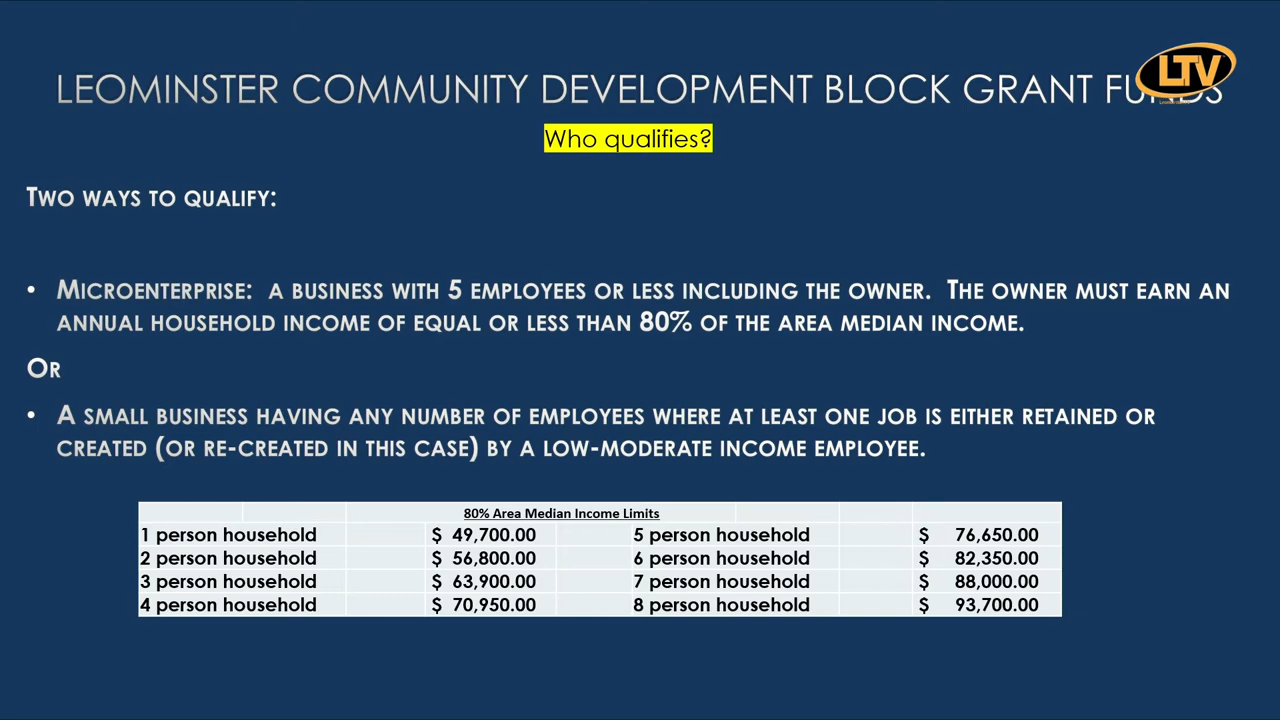 LTV
LEOMINSTER COMMUNITY DEVELOPMENT BLOCK GRANT FUNDS
Who qualifies?
TWO WAYS TO QUALIFY:
• MICROENTERPRISE: A BUSINESS WITH 5 EMPLOYEES OR LESS INCLUDING THE OWNER. THE OWNER MUST EARN AN
ANNUAL HOUSEHOLD INCOME OF EQUAL OR LESS THAN 80% OF THE AREA MEDIAN INCOME.
OR
• A SMALL BUSINESS HAVING ANY NUMBER OF EMPLOYEES WHERE AT LEAST ONE JOB IS EITHER RETAINED OR
CREATED (OR RE-CREATED IN THIS CASE) BY A LOW-MODERATE INCOME EMPLOYEE.
80% Area Median Income Limits
1 person household $ 49,700.00 5 person household $ 76,650.00
2 person household $ 56,800.00 6 person household $ 82,350.00
3 person household $ 63,900.00 7 person household $ 88,000.00
4 person household $ 70,950.00 8 person household $ 93,700.00